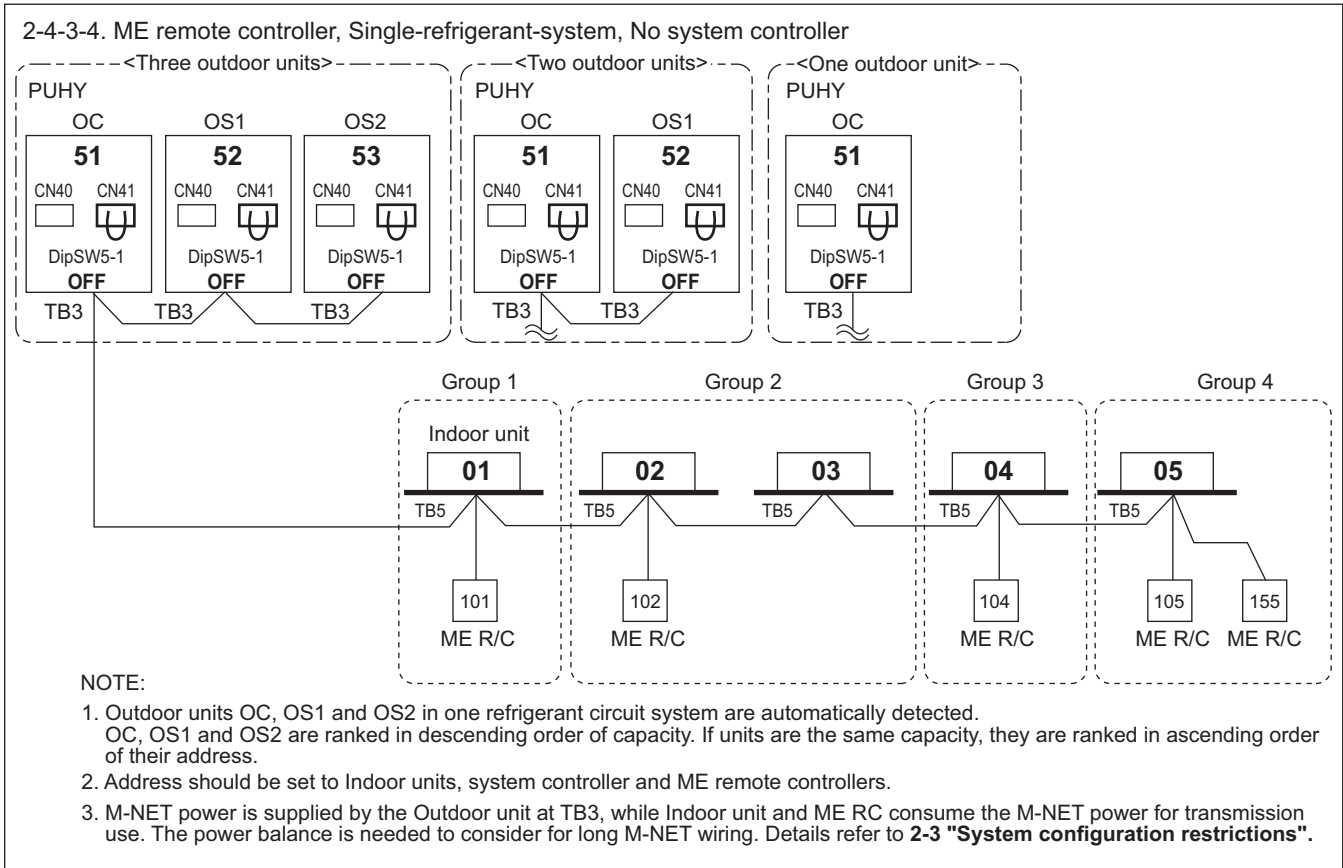 2-4-3-4. ME remote controller, Single-refrigerant-system, No system controller
<Three outdoor units> <Two outdoor units> <One outdoor unit>
PUHY PUHY PUHY
OC OS1 OS2 OC OS1 OC
51 52 53 51 52 51
CN40 CN41 CN40 CN41 CN40 CN41 CN40 CN41 CN40 CN41 CN40 CN41
DipSW5-1 DipSW5-1 DipSW5-1 DipSW5-1 DipSW5-1 DipSW5-1
OFF OFF OFF OFF OFF OFF
TB3 TB3 TB3 TB3 TB3 TB3
Group 1 Group 2 Group 3 Group 4
Indoor unit
01 02 03 04 05
TB5 TB5 TB5 TB5 TB5
101 102 104 105 155
ME R/C ME R/C ME R/C ME R/C ME R/C
NOTE:
1. Outdoor units OC, OS1 and OS2 in one refrigerant circuit system are automatically detected.
OC, OS1 and OS2 are ranked in descending order of capacity. If units are the same capacity, they are ranked in ascending order
of their address.
2. Address should be set to Indoor units, system controller and ME remote controllers.
3. M-NET power is supplied by the Outdoor unit at TB3, while Indoor unit and ME RC consume the M-NET power for transmission
use. The power balance is needed to consider for long M-NET wiring. Details refer to 2-3 "System configuration restrictions".